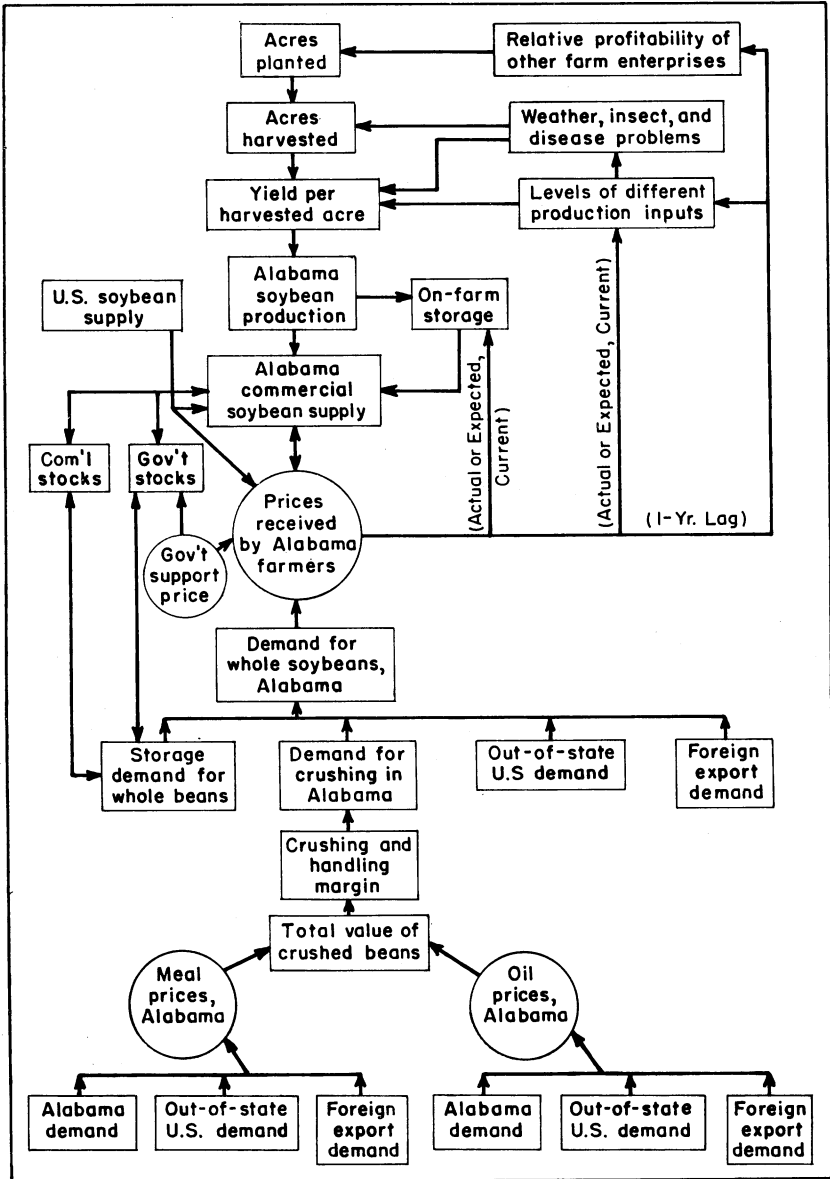 Acres
planted
Relative profitability of
other farm enterprises
Acres
harvested
Weather, insect, and
disease problems
Yield per
harvested acre
Levels of different
production inputs
U.S. soybean
supply
Alabama
soybean
production
On-farm
storage
Alabama
commercial
soybean supply
(Actual or Expected,
Current)
(Actual or Expected, Current)
(1-Yr. Lag)
Com'l
stocks
Gov't
stocks
Prices
received
by Alabama
farmers
Gov't
support
price
Demand for
whole soybeans,
Alabama
Storage
demand for
whole beans
Demand for
crushing in
Alabama
Out-of-state
U.S demand
Foreign
export
demand
Crushing and
handling
margin
Total value of
crushed beans
Meal
prices,
Alabama
Oil
prices,
Alabama
Alabama
demand
Out-of-state
U.S. demand
Foreign
export
demand
Alabama
demand
Out-of-state
U.S. demand
Foreign
export
demand